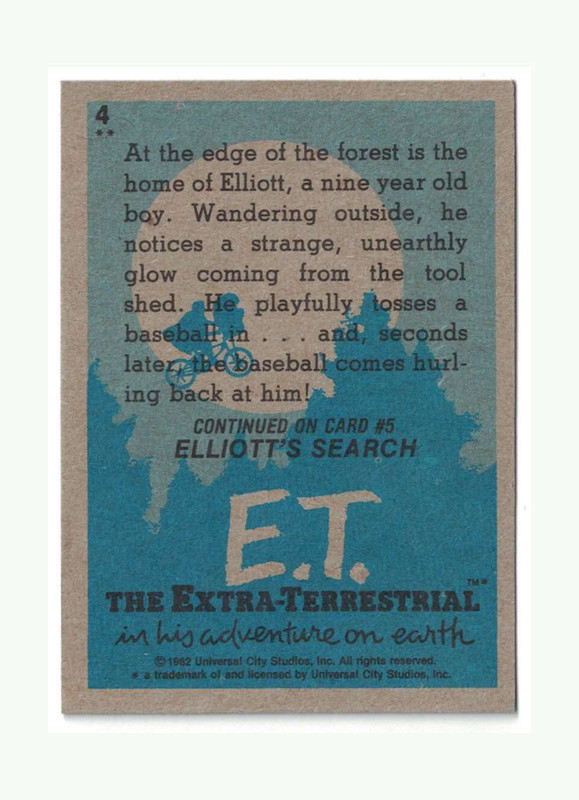 4
**
At the edge of the forest is the
home of Elliott, a nine year old
boy. Wandering outside, he
notices a strange, unearthly
glow coming from the tool
shed. He playfully tosses a
baseball in . . . and, seconds
later, the baseball comes hurl-
ing back at him!
CONTINUED ON CARD #5
ELLIOTT'S SEARCH
E.T.
THE EXTRA-TERRESTRIAL ™*
in his adventure on earth
©1982 Universal City Studios, Inc. All rights reserved.
* a trademark of and licensed by Universal City Studios, Inc.